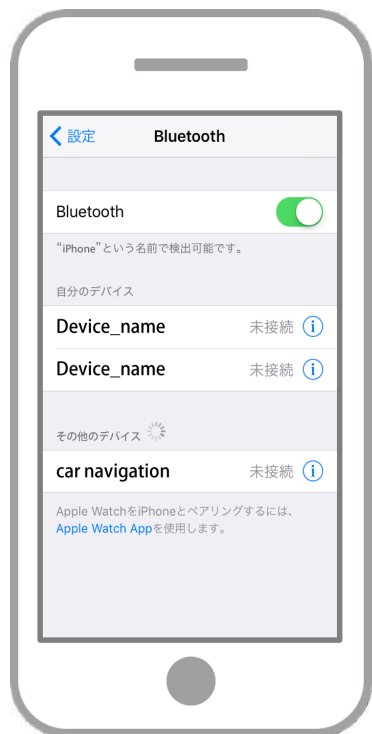 設定 Bluetooth
Bluetooth
“iPhone”という名前で検出可能です。
自分のデバイス
Device_name 未接続
Device_name 未接続
その他のデバイス
car navigation 未接続
Apple WatchをiPhoneとペアリングするには、
Apple Watch Appを使用します。